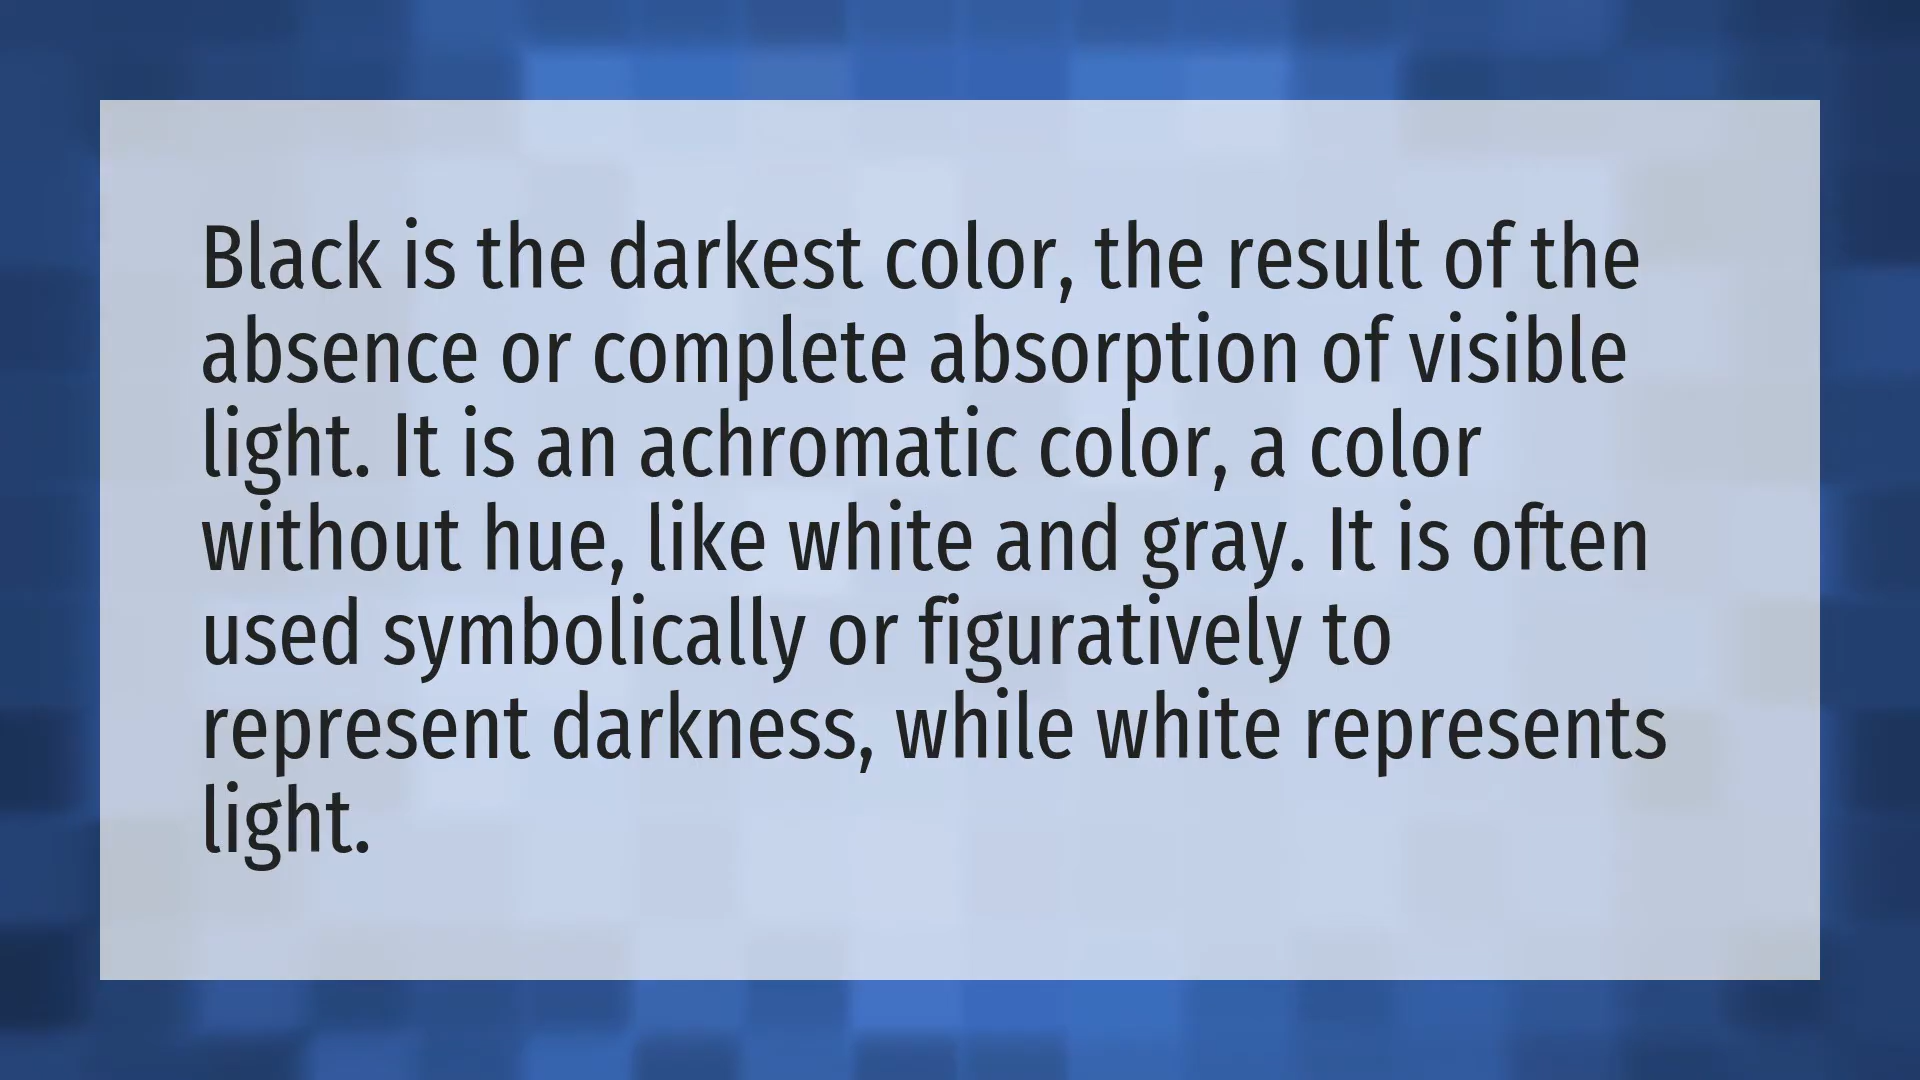 Black is the darkest color, the result of the
absence or complete absorption of visible
light. It is an achromatic color, a color
without hue, like white and gray. It is often
used symbolically or figuratively to
represent darkness, while white represents
light.